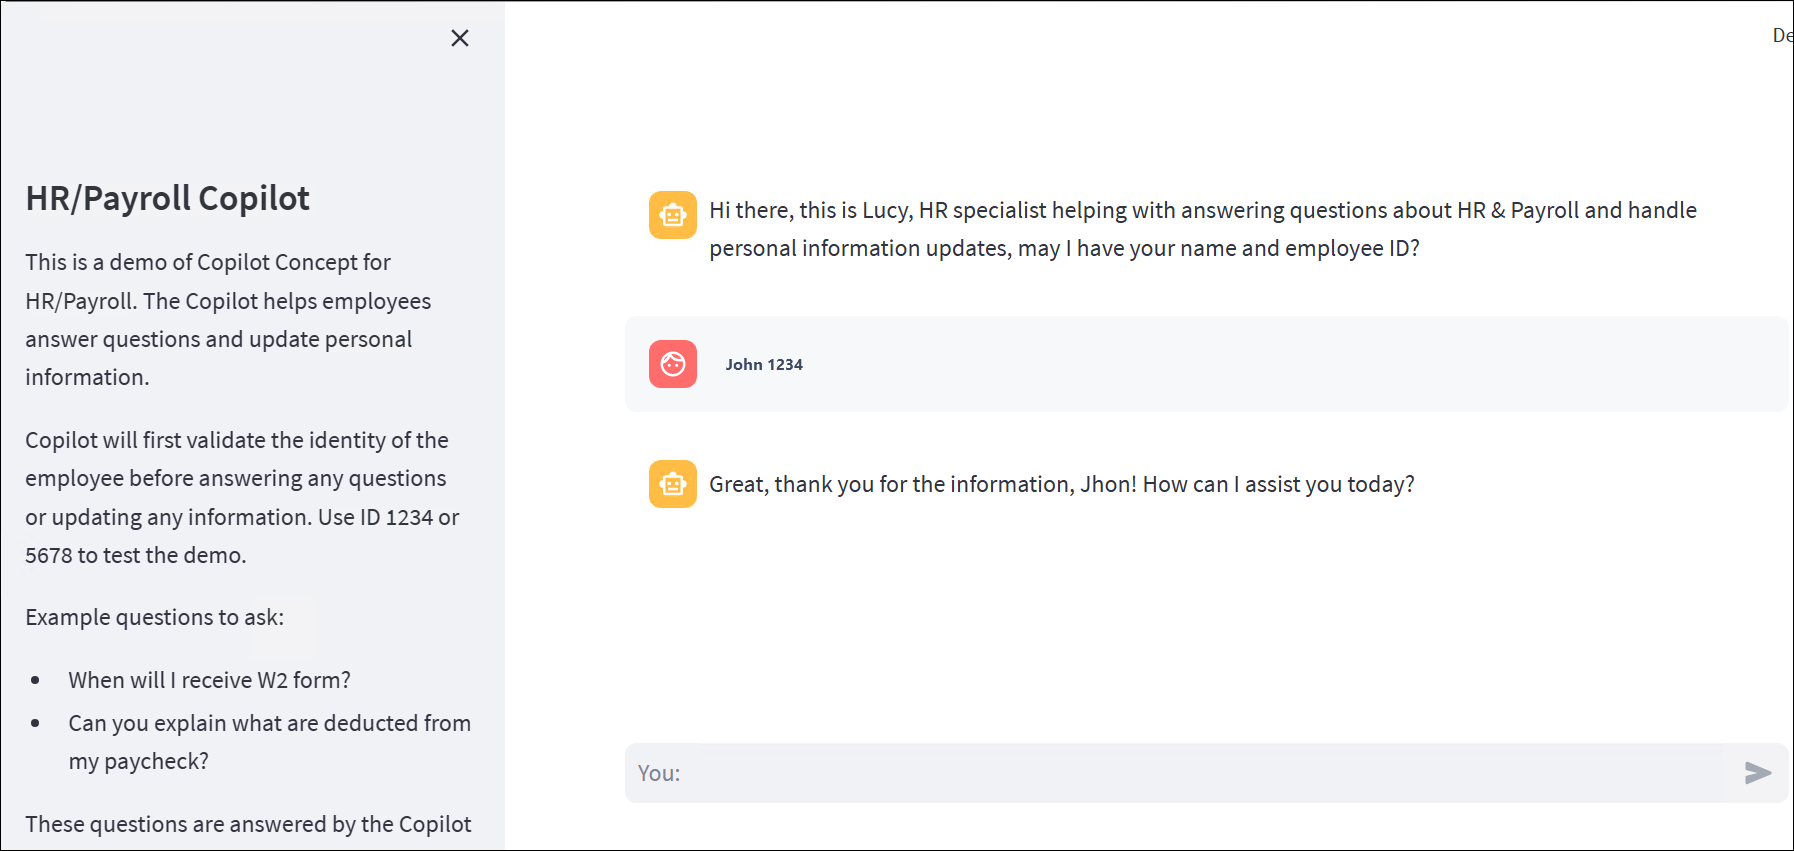 De
HR/Payroll Copilot
This is a demo of Copilot Concept for
HR/Payroll. The Copilot helps employees
answer questions and update personal
information.
Copilot will first validate the identity of the
employee before answering any questions
or updating any information. Use ID 1234 or
5678 to test the demo.
Example questions to ask:
• When will I receive W2 form?
• Can you explain what are deducted from
my paycheck?
These questions are answered by the Copilot
Hi there, this is Lucy, HR specialist helping with answering questions about HR & Payroll and handle
personal information updates, may I have your name and employee ID?
John 1234
Great, thank you for the information, Jhon! How can I assist you today?
You: